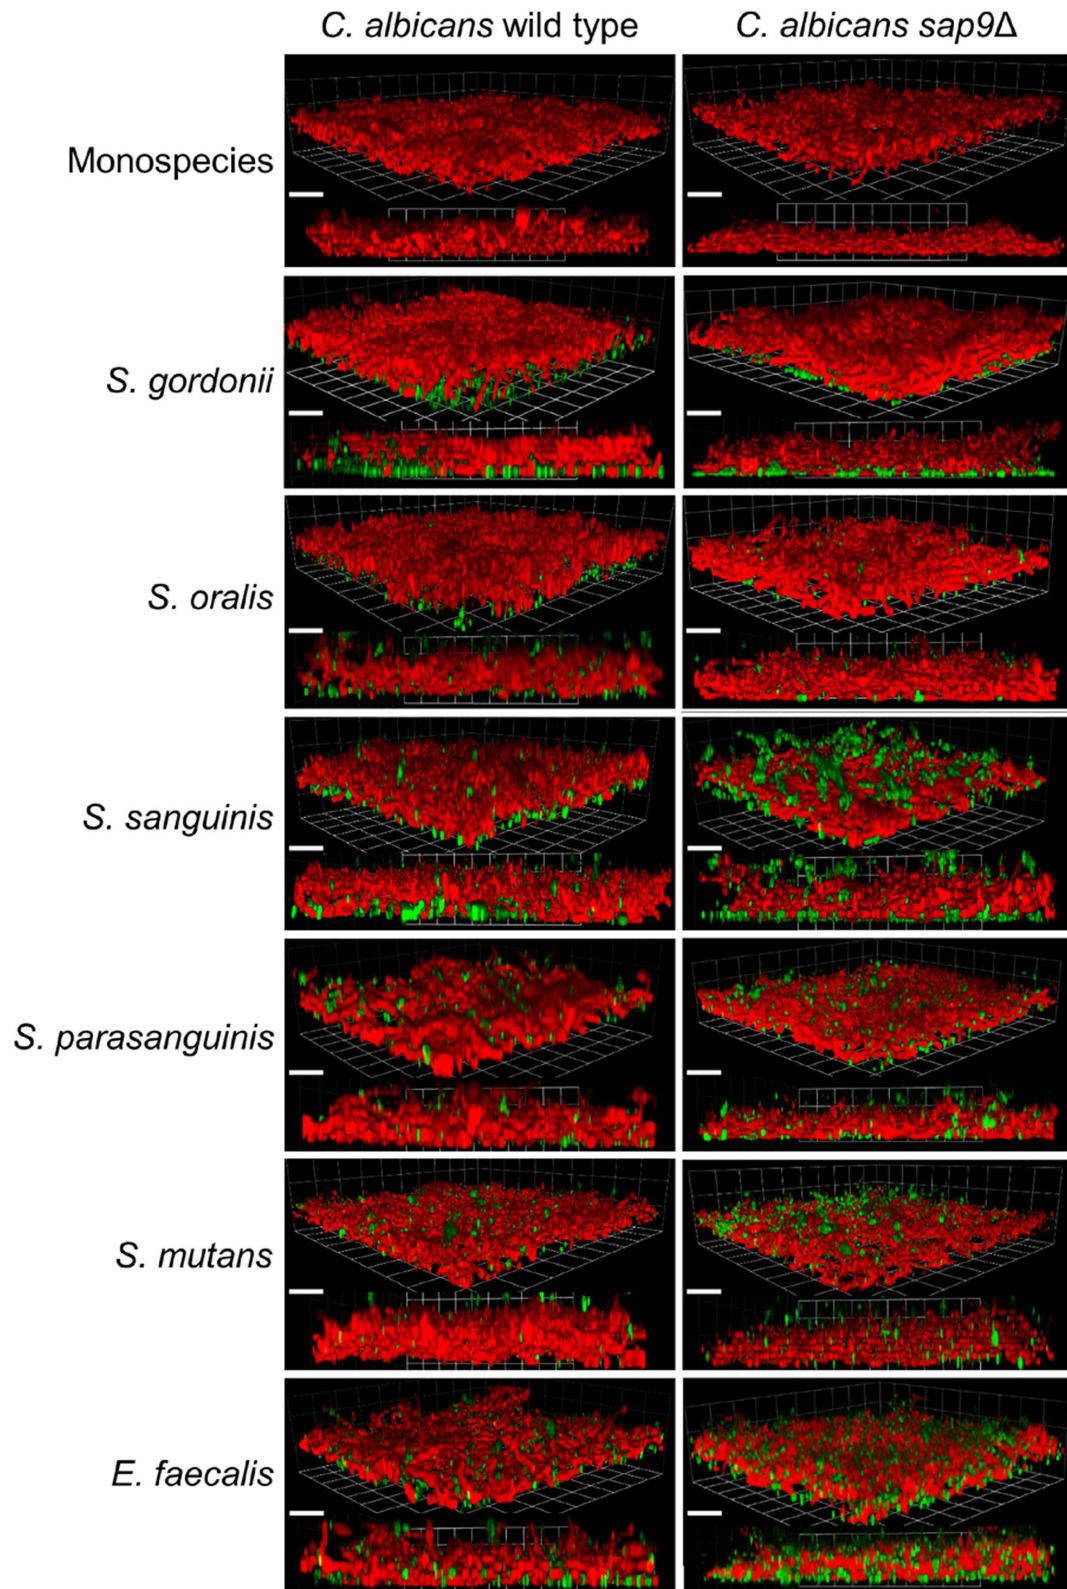 C. albicans wild type
C. albicans sap9Δ
Monospecies
S. gordonii
S. oralis
S. sanguinis
S. parasanguinis
S. mutans
E. faecalis